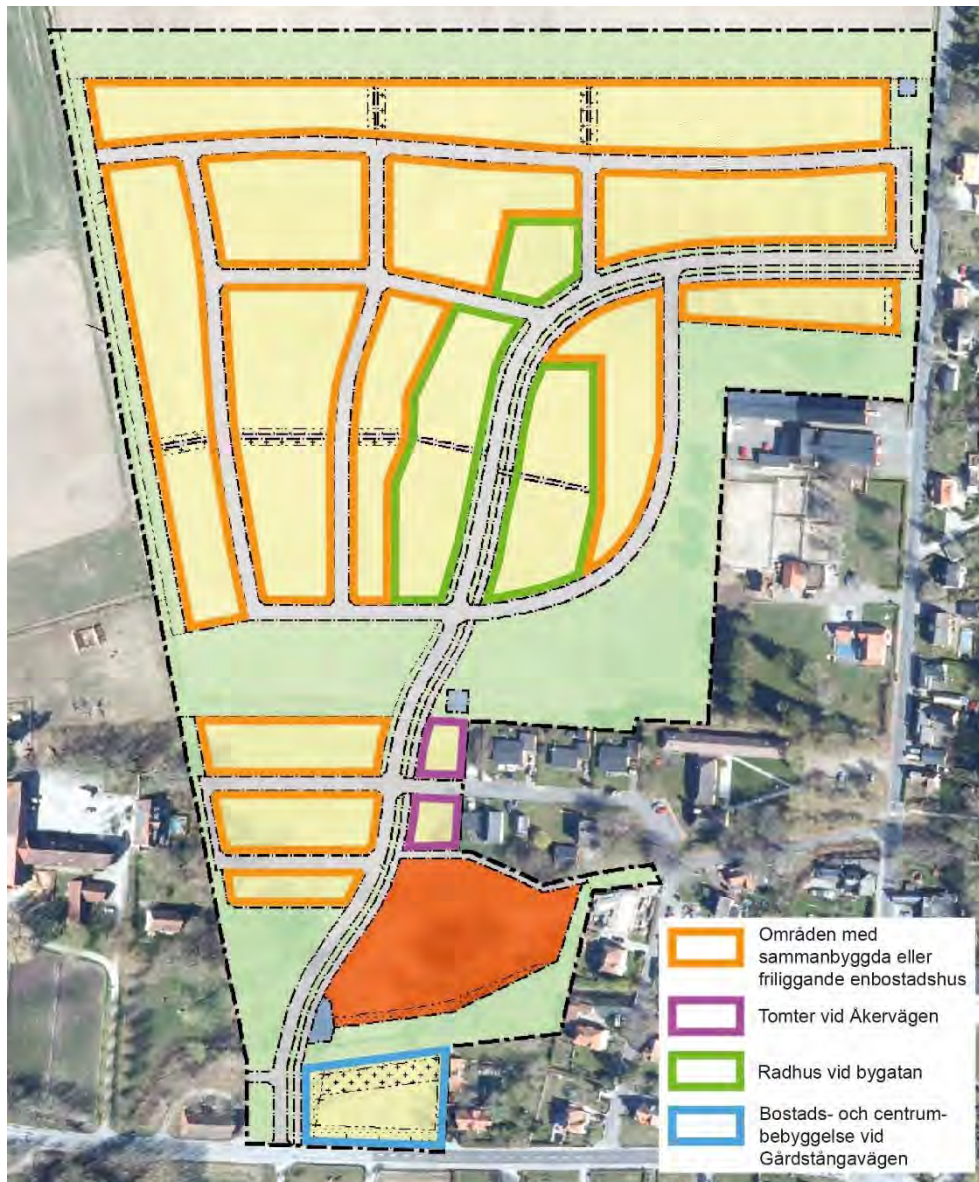 Områden med
sammanbyggda eller
friliggande enbostadshus
Tomter vid Åkervägen
Radhus vid bygatan
Bostads- och centrum-
bebyggelse vid
Gårdstångavägen